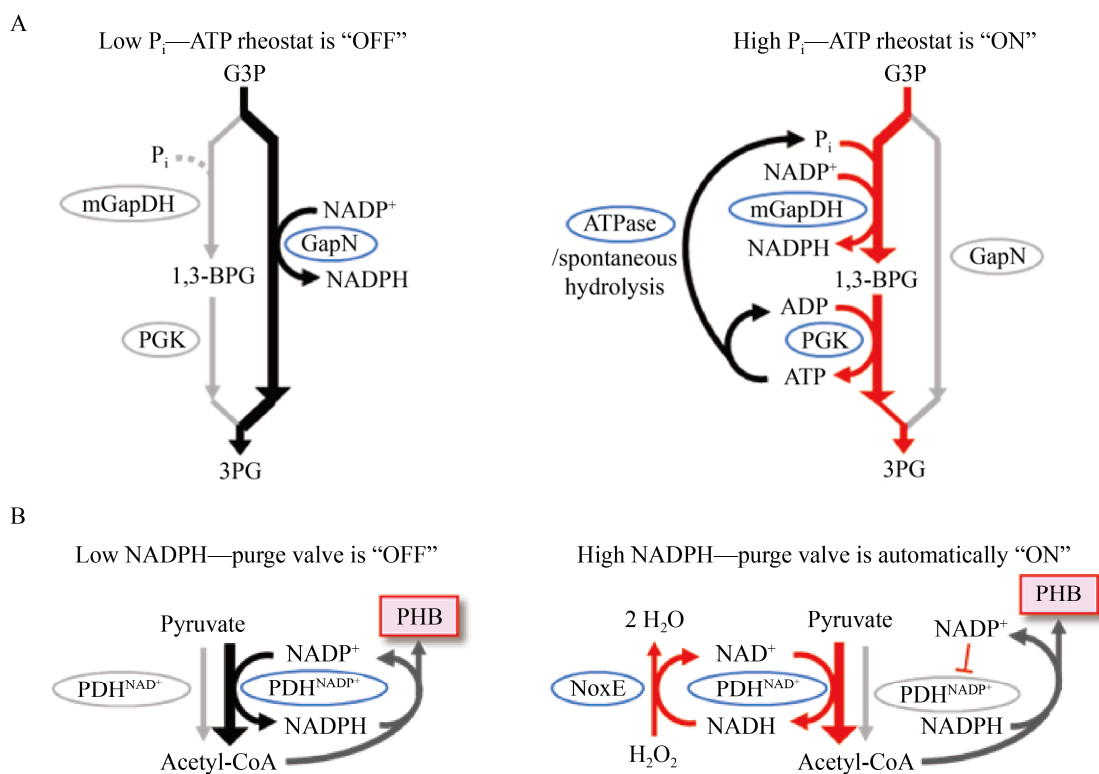 A
Low Pᵢ—ATP rheostat is “OFF”
G3P
Pᵢ
mGapDH
NADP⁺
GapN
NADPH
1,3-BPG
PGK
3PG
High Pᵢ—ATP rheostat is “ON”
G3P
Pᵢ
NADP⁺
mGapDH
NADPH
ATPase
/spontaneous
hydrolysis
GapN
1,3-BPG
ADP
PGK
ATP
3PG
B
Low NADPH—purge valve is “OFF”
PHB
Pyruvate
NADP⁺
PDHᴺᴬᴰ⁺
PDHᴺᴬᴰᴾ⁺
NADPH
Acetyl-CoA
High NADPH—purge valve is automatically “ON”
PHB
2 H₂O
Pyruvate
NADP⁺
NAD⁺
NoxE
PDHᴺᴬᴰ⁺
PDHᴺᴬᴰᴾ⁺
NADH
NADPH
H₂O₂
Acetyl-CoA